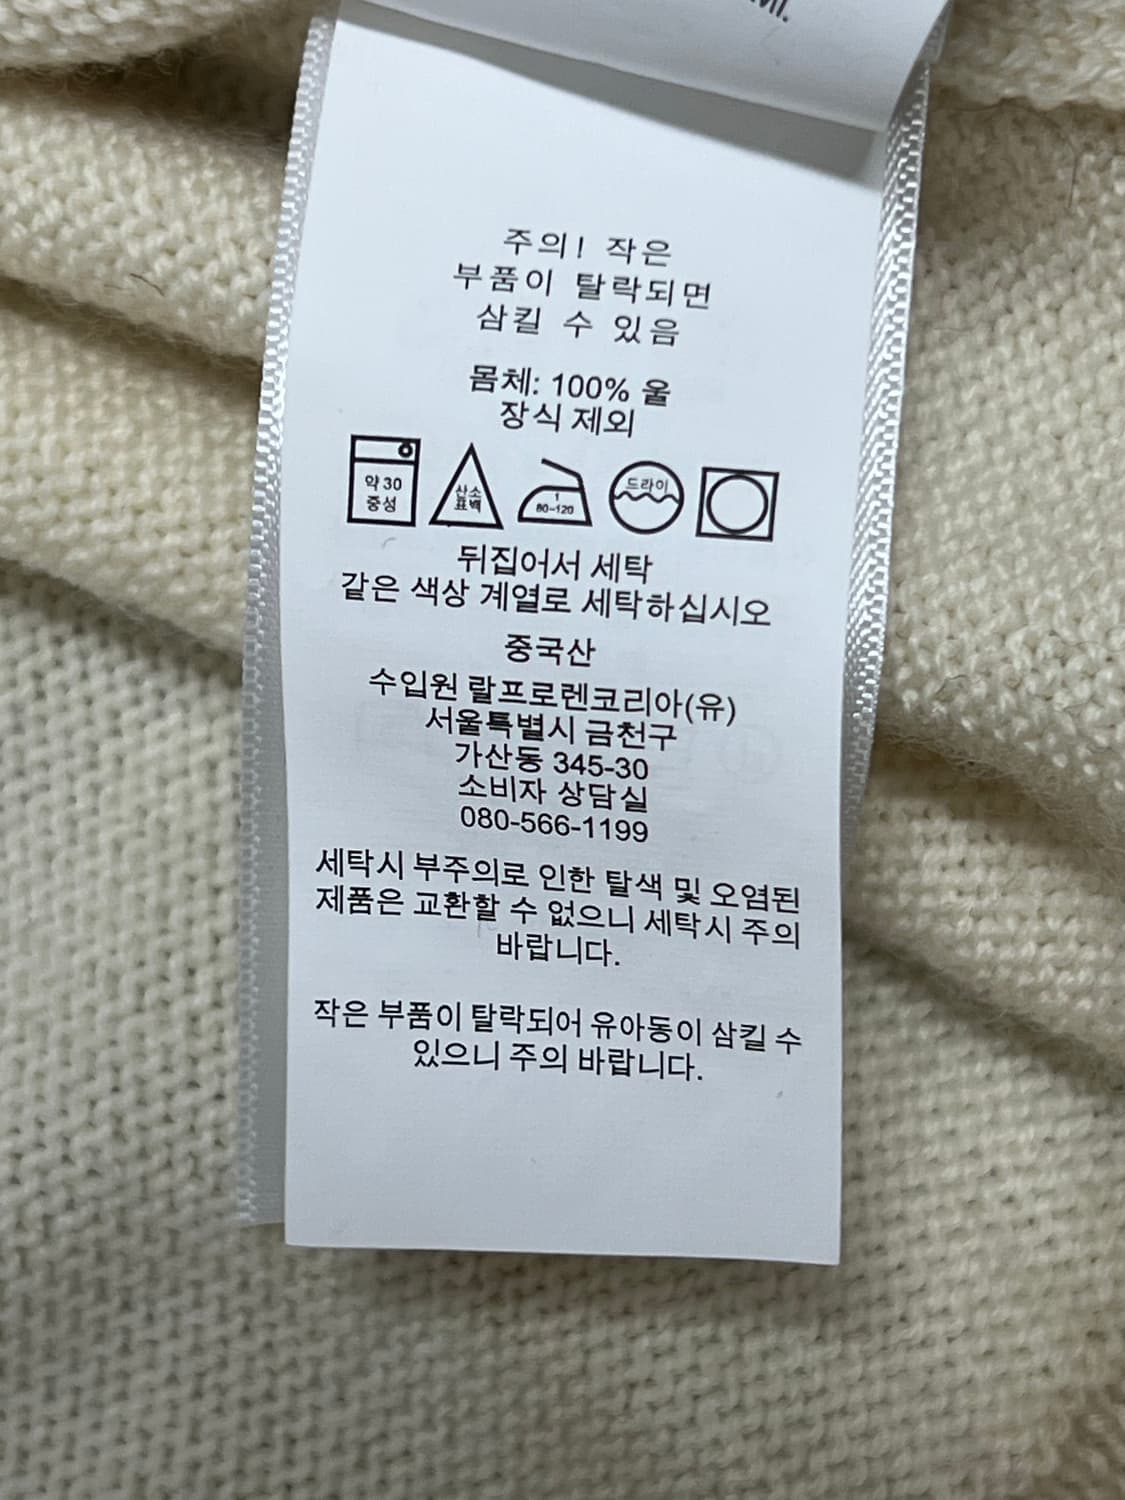 주의! 작은
부품이 탈락되면
삼킬 수 있음
몸체: 100% 울
장식 제외
약 30
중성
산소
표백
1
80-120
드라이
뒤집어서 세탁
같은 색상 계열로 세탁하십시오
중국산
수입원 랄프로렌코리아(유)
서울특별시 금천구
가산동 345-30
소비자 상담실
080-566-1199
세탁시 부주의로 인한 탈색 및 오염된
제품은 교환할 수 없으니 세탁시 주의
바랍니다.
작은 부품이 탈락되어 유아동이 삼킬 수
있으니 주의 바랍니다.